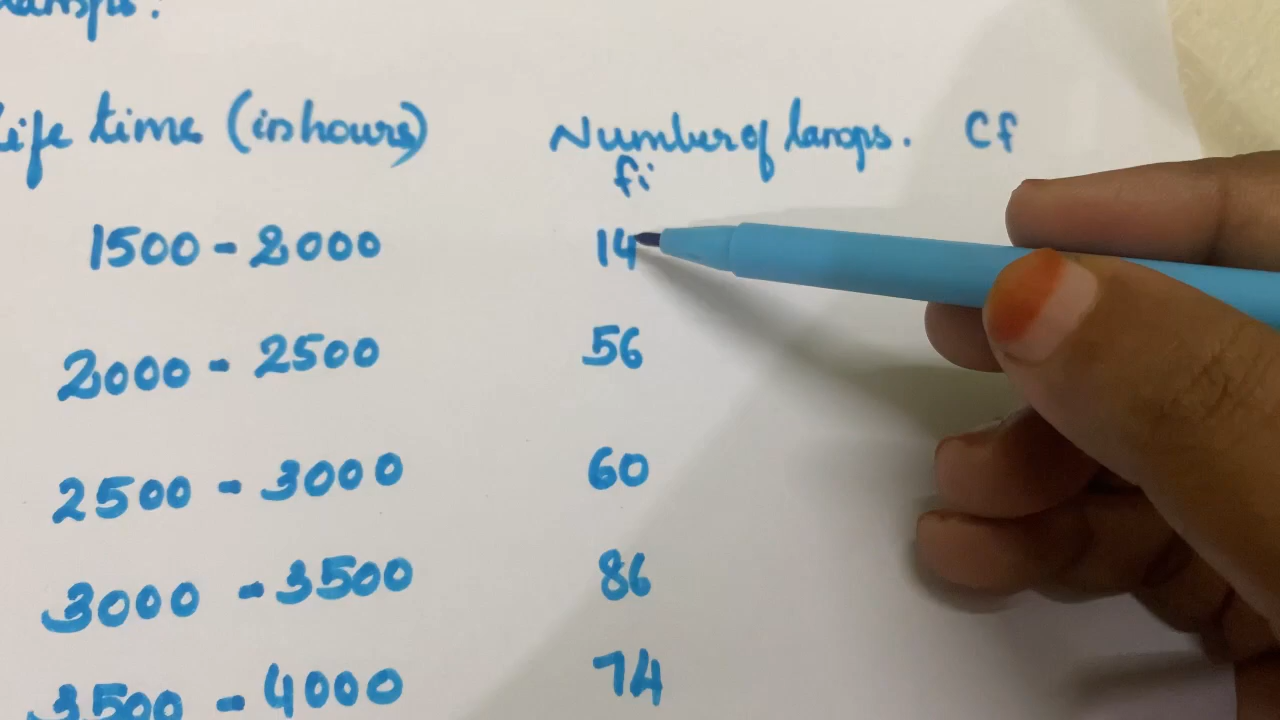 lamps.
Life time (in hours) Number of lamps. Cf
fi
1500 - 2000 14
2000 - 2500 56
2500 - 3000 60
3000 - 3500 86
3500 - 4000 74